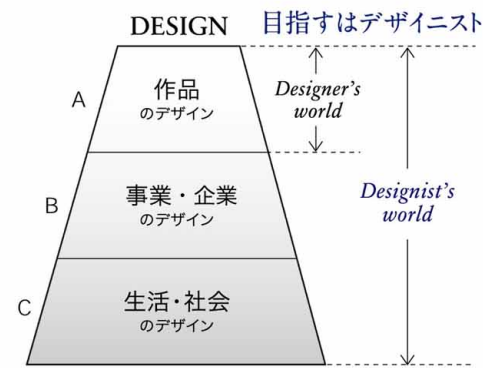 DESIGN
目指すはデザイニスト
A
作品
のデザイン
Designer's
world
B
事業・企業
のデザイン
Designist's
world
C
生活・社会
のデザイン